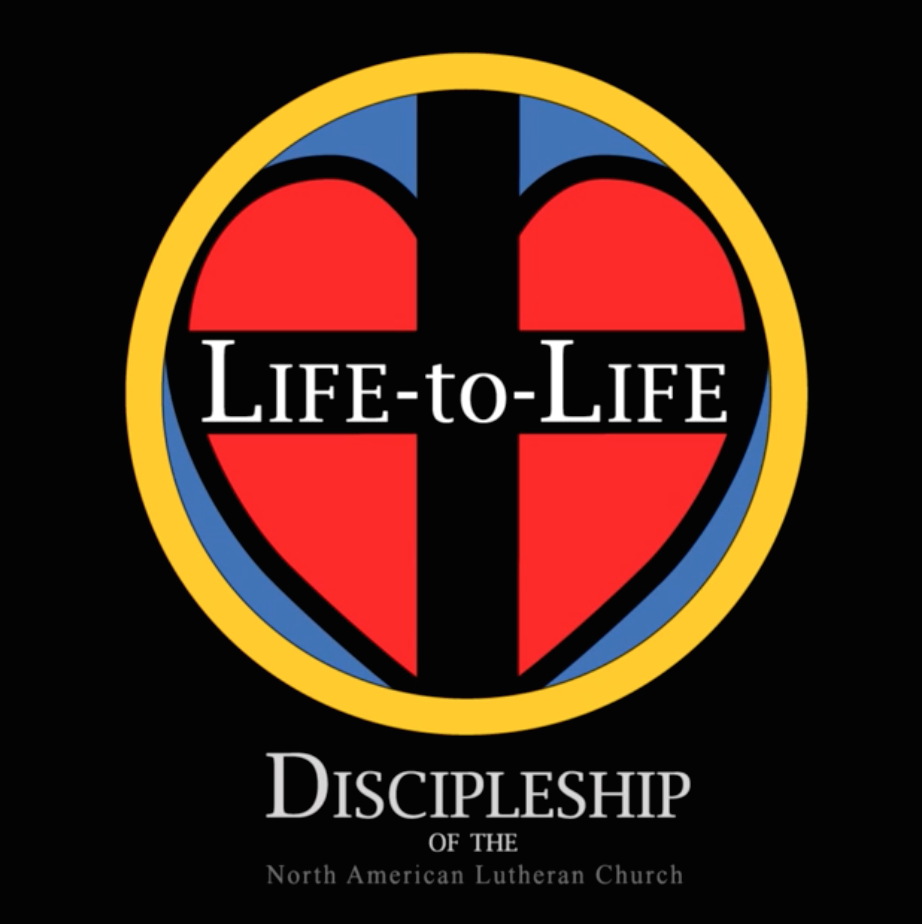 LIFE-to-LIFE
DISCIPLESHIP
OF THE
North American Lutheran Church